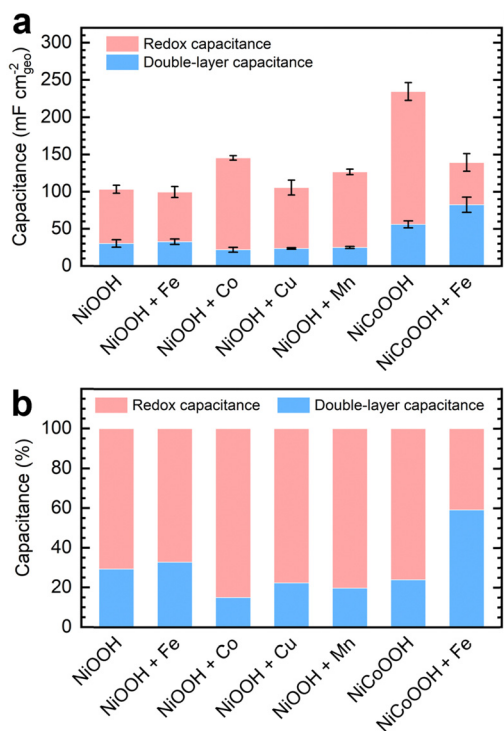 a
Capacitance (mF cm⁻²geo)
300
250
200
150
100
50
0
Redox capacitance
Double-layer capacitance
NiOOH
NiOOH + Fe
NiOOH + Co
NiOOH + Cu
NiOOH + Mn
NiCoOOH
NiCoOOH + Fe
b
Capacitance (%)
100
80
60
40
20
0
Redox capacitance
Double-layer capacitance
NiOOH
NiOOH + Fe
NiOOH + Co
NiOOH + Cu
NiOOH + Mn
NiCoOOH
NiCoOOH + Fe